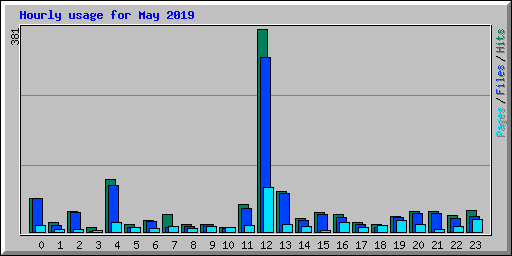 Hourly usage for May 2019
381
Pages/Files/Hits
0 1 2 3 4 5 6 7 8 9 10 11 12 13 14 15 16 17 18 19 20 21 22 23